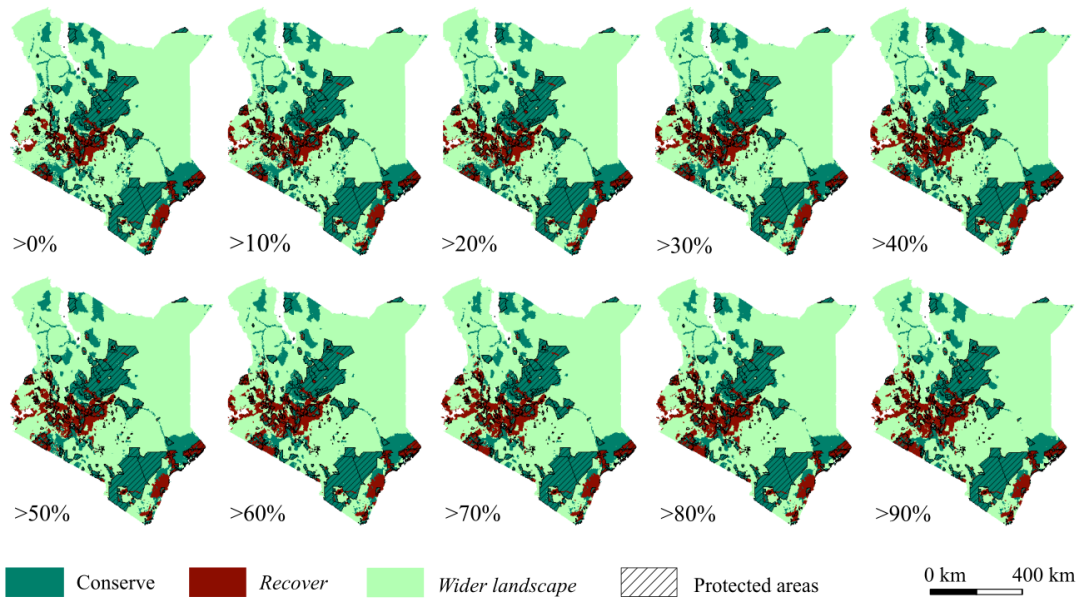 >0%
>10%
>20%
>30%
>40%
>50%
>60%
>70%
>80%
>90%
Conserve
Recover
Wider landscape
Protected areas
0 km 400 km